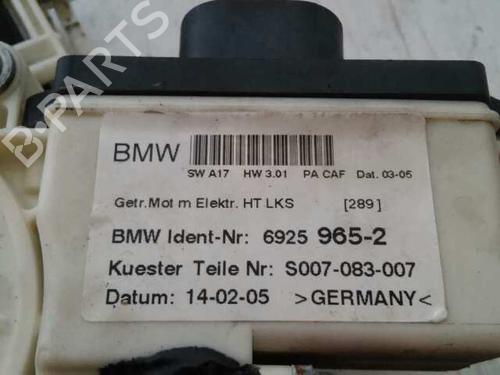 BMW
SW A17 HW 3.01 PA CAF Dat. 03-05
Getr.Mot m Elektr. HT LKS [289]
BMW Ident-Nr: 6925 965-2
Kuester Teile Nr: S007-083-007
Datum: 14-02-05 >GERMANY<
B-PARTS